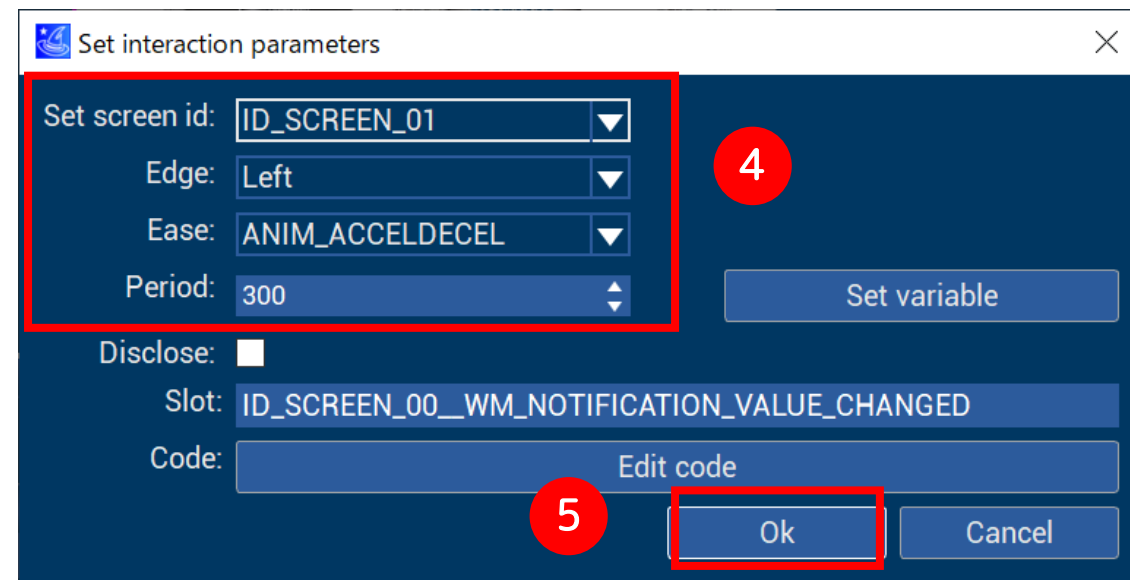 Set interaction parameters
Set screen id: ID_SCREEN_01
4
Edge: Left
Ease: ANIM_ACCELDECEL
Period: 300
Set variable
Disclose:
Slot: ID_SCREEN_00__WM_NOTIFICATION_VALUE_CHANGED
Code: Edit code
5
Ok Cancel